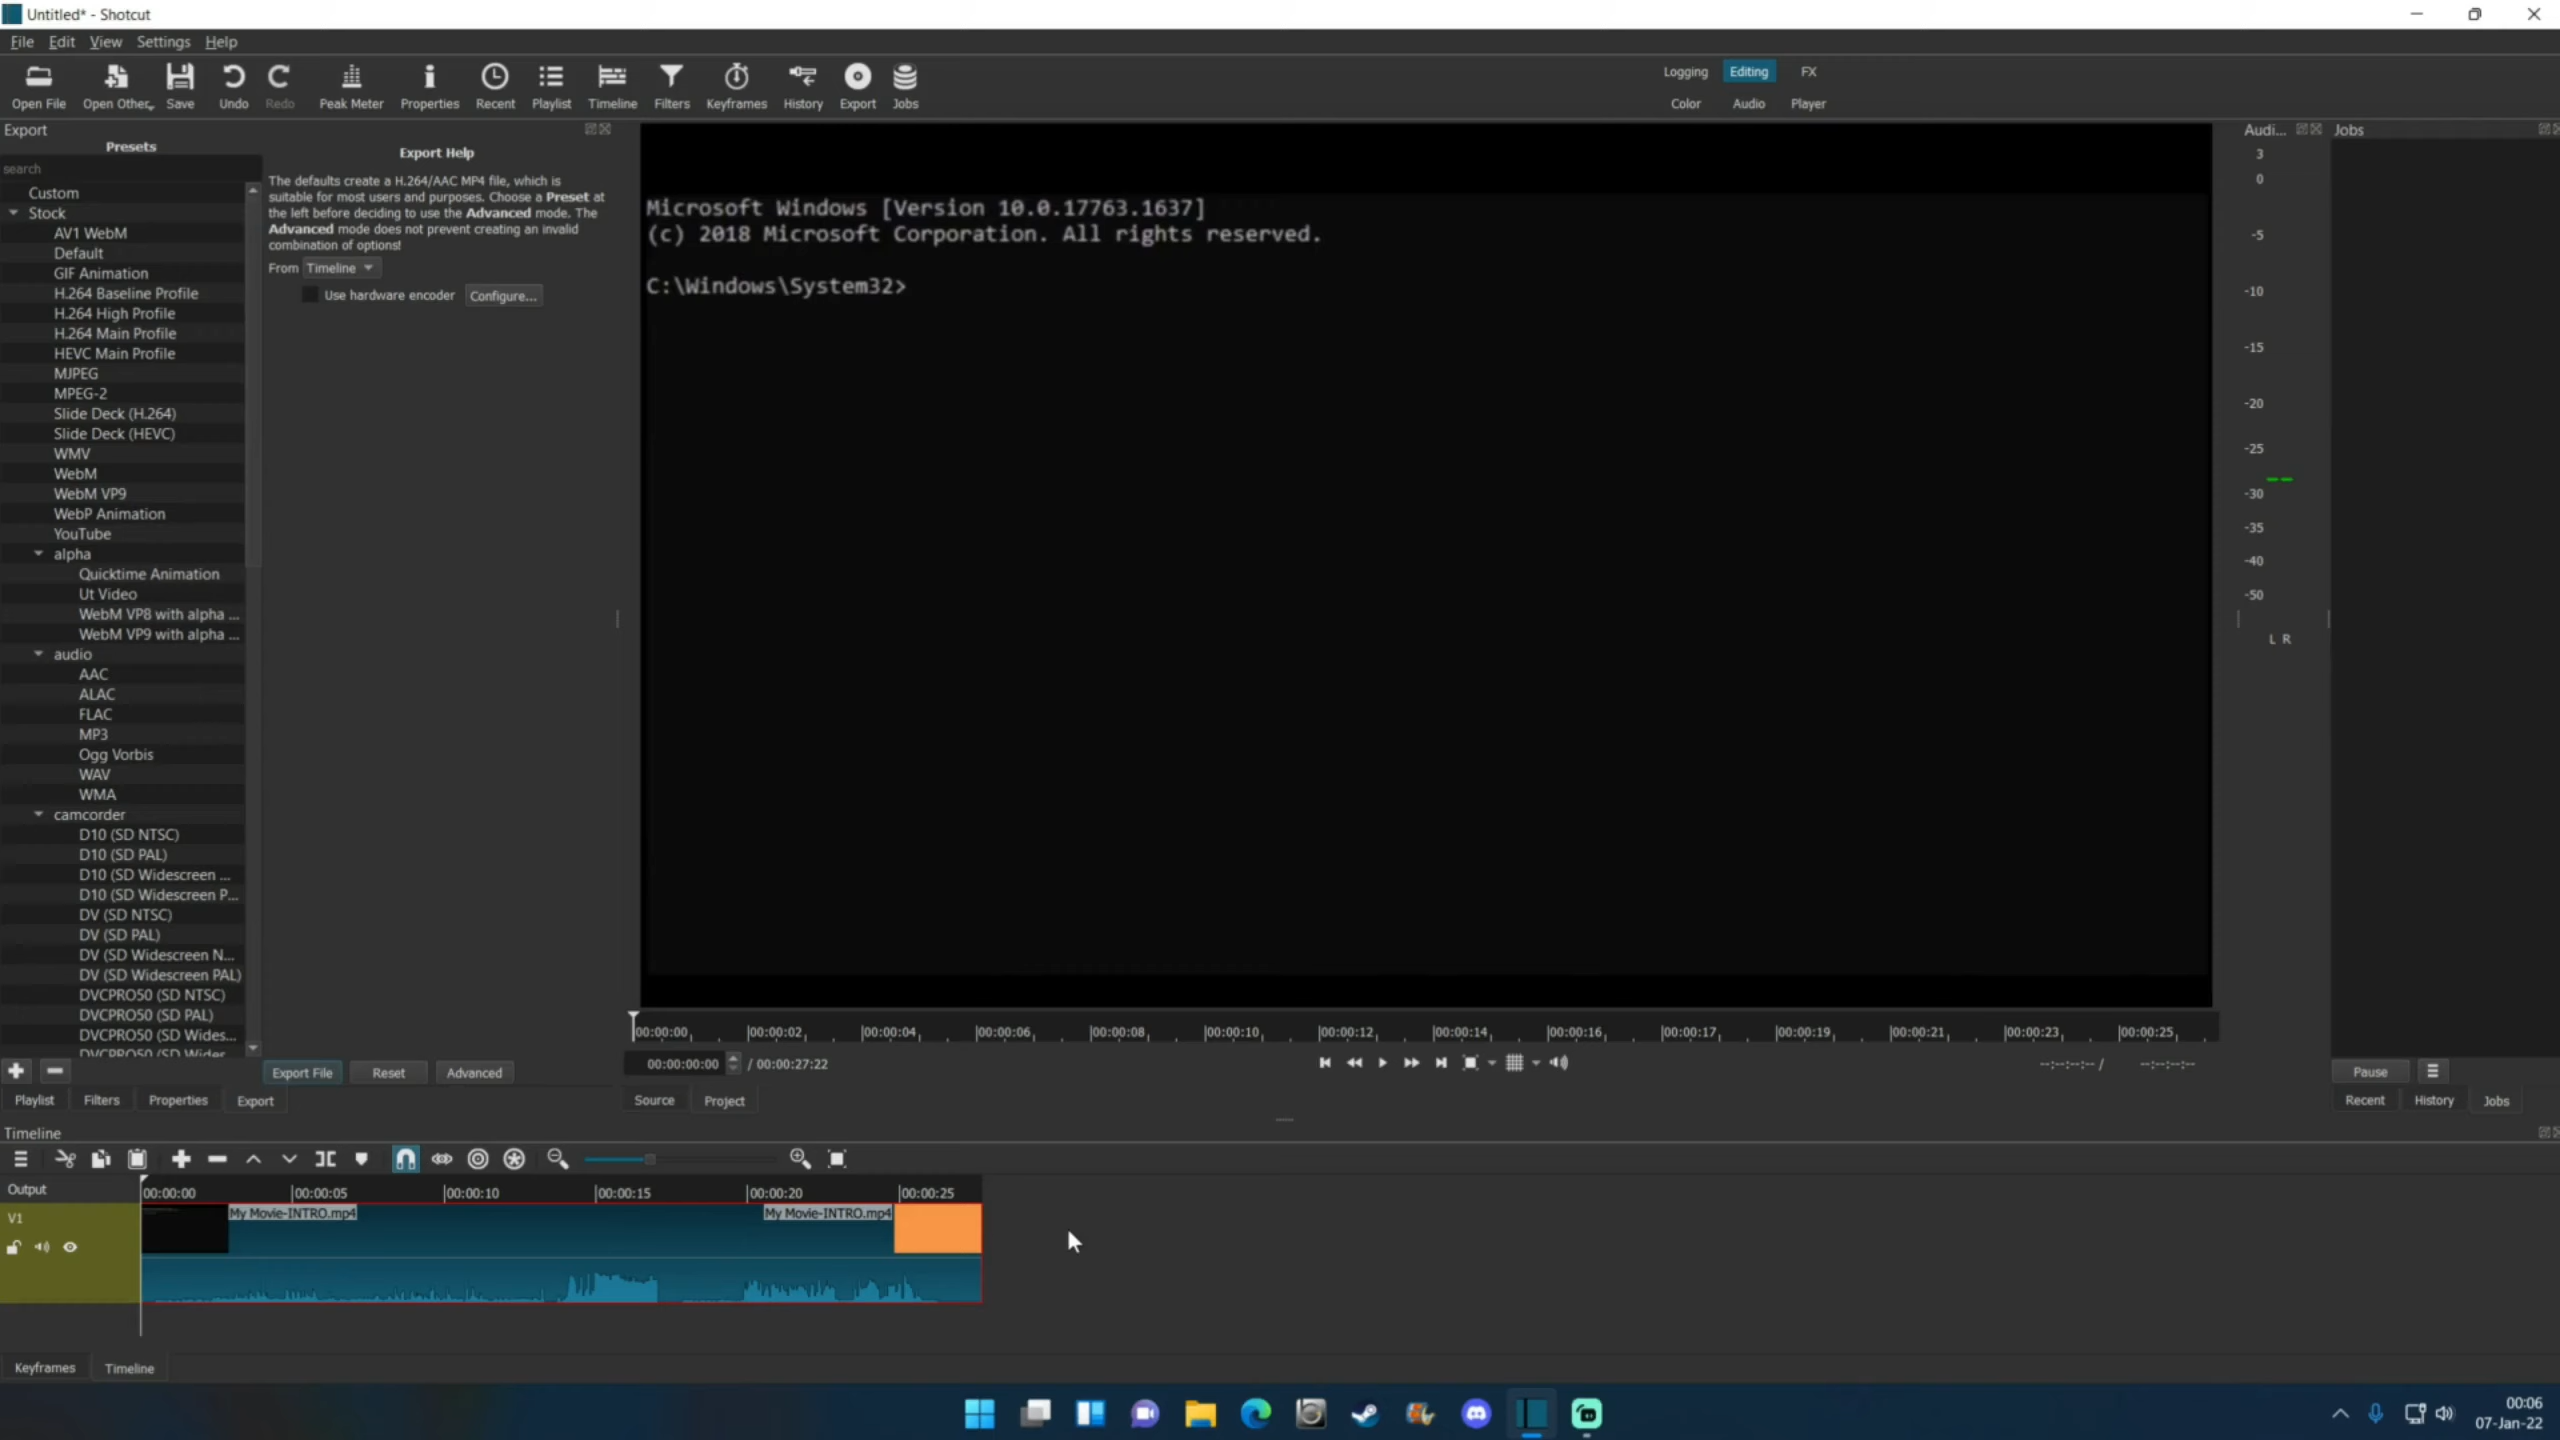 Untitled* - Shotcut
File Edit View Settings Help
Open File Open Other Save Undo Redo Peak Meter Properties Recent Playlist Timeline Filters Keyframes History Export Jobs
Logging Editing FX
Color Audio Player
Export
Presets
search
Custom
Stock
AV1 WebM
Default
GIF Animation
H.264 Baseline Profile
H.264 High Profile
H.264 Main Profile
HEVC Main Profile
MJPEG
MPEG-2
Slide Deck (H.264)
Slide Deck (HEVC)
WMV
WebM
WebM VP9
WebP Animation
YouTube
alpha
Quicktime Animation
Ut Video
WebM VP8 with alpha ...
WebM VP9 with alpha ...
audio
AAC
ALAC
FLAC
MP3
Ogg Vorbis
WAV
WMA
camcorder
D10 (SD NTSC)
D10 (SD PAL)
D10 (SD Widescreen ...
D10 (SD Widescreen P...
DV (SD NTSC)
DV (SD PAL)
DV (SD Widescreen N...
DV (SD Widescreen PAL)
DVCPRO50 (SD NTSC)
DVCPRO50 (SD PAL)
DVCPRO50 (SD Wides...
DVCPRO50 (SD Wider
Export Help
The defaults create a H.264/AAC MP4 file, which is
suitable for most users and purposes. Choose a Preset at
the left before deciding to use the Advanced mode. The
Advanced mode does not prevent creating an invalid
combination of options!
From Timeline
Use hardware encoder Configure...
Export File Reset Advanced
Playlist Filters Properties Export
Microsoft Windows [Version 10.0.17763.1637]
(c) 2018 Microsoft Corporation. All rights reserved.
C:\Windows\System32>
00:00:00 00:00:02 00:00:04 00:00:06 00:00:08 00:00:10 00:00:12 00:00:14 00:00:16 00:00:17 00:00:19 00:00:21 00:00:23 00:00:25
00:00:00:00 / 00:00:27:22
--:--:--:-- / --:--:--:--
Source Project
Audi...
3
0
-5
-10
-15
-20
-25
-30
-35
-40
-50
L R
Jobs
Pause
Recent History Jobs
Timeline
Output
00:00:00 00:00:05 00:00:10 00:00:15 00:00:20 00:00:25
V1
My Movie-INTRO.mp4 My Movie-INTRO.mp4
Keyframes Timeline
00:06
07-Jan-22